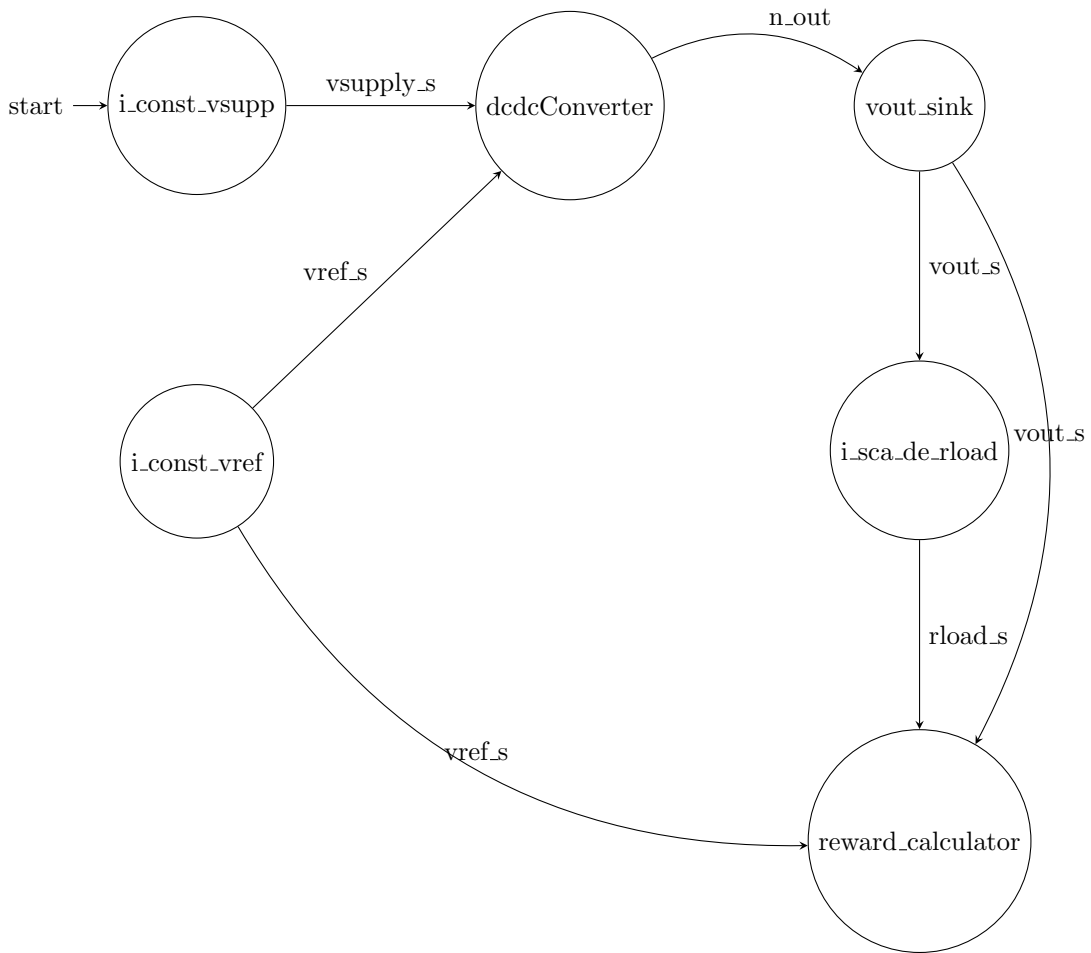 n_out
start
i_const_vsupp
vsupply_s
dcdcConverter
vout_sink
vref_s
vout_s
i_const_vref
i_sca_de_rload
vout_s
rload_s
vref_s
reward_calculator